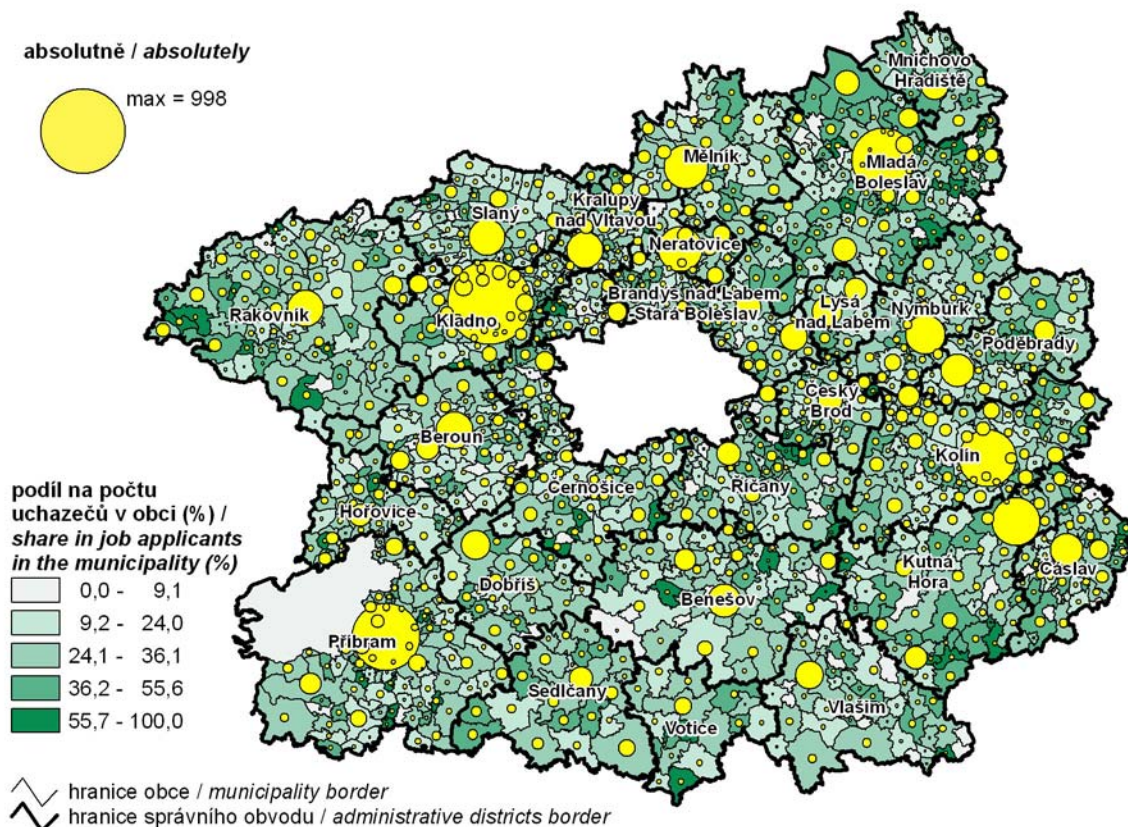 absolutně / absolutely
max = 998
Mnichovo
Hradiště
Mělník
Mladá
Boleslav
Slaný
Kralupy
nad Vltavou
Neratovice
Rakovník
Kladno
Brandýs nad Labem
Stará Boleslav
Lysá
nad Labem
Nymburk
Poděbrady
Český
Brod
Beroun
Kolín
Hořovice
Černošice
Říčany
Dobříš
Benešov
Kutná
Hora
Čáslav
Příbram
Sedlčany
Votice
Vlašim
podíl na počtu
uchazečů v obci (%) /
share in job applicants
in the municipality (%)
0,0 - 9,1
9,2 - 24,0
24,1 - 36,1
36,2 - 55,6
55,7 - 100,0
hranice obce / municipality border
hranice správního obvodu / administrative districts border